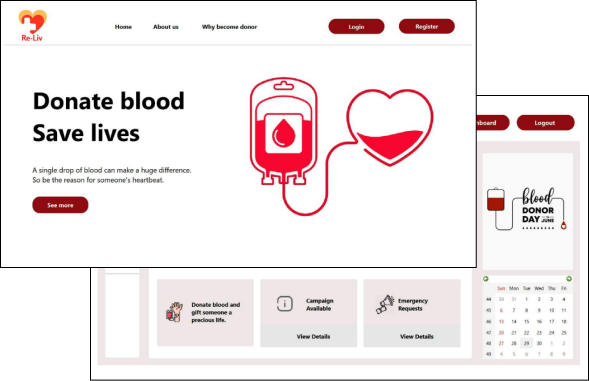 Re-Liv
Home
About us
Why become donor
Login
Register
Donate blood
Save lives
A single drop of blood can make a huge difference.
So be the reason for someone's heartbeat.
See more
board
Logout
blood
DONOR
DAY
JUNE
Donate blood and
gift someone a
precious life.
Campaign
Available
View Details
Emergency
Requests
View Details
Sun Mon Tue Wed Thu Fri
44 30 31 1 2 3 4
45 6 7 8 9 10 11
46 13 14 15 16 17 18
47 20 21 22 23 24 25
48 27 28 29 30 1 2
49 4 5 6 7 8 9